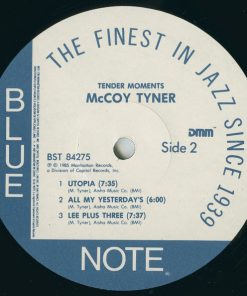 THE FINEST IN JAZZ SINCE 1939
BLUE
NOTE
TENDER MOMENTS
McCOY TYNER
DMM
BST 84275
Side 2
℗ © 1985 Manhattan Records,
a Division of Capitol Records, Inc.
1 UTOPIA (7:35)
(M. Tyner), Aisha Music Co. (BMI)
2 ALL MY YESTERDAY'S (6:00)
(M. Tyner), Aisha Music Co. (BMI)
3 LEE PLUS THREE (7:37)
(M. Tyner), Aisha Music Co. (BMI)